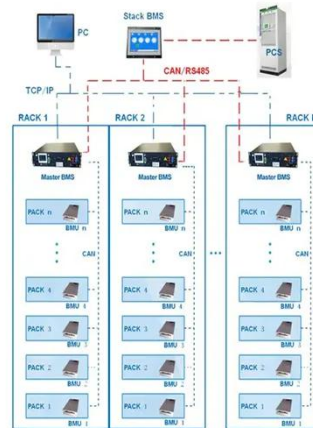 PC
Stack BMS
PCS
CAN/RS485
TCP/IP
RACK 1
RACK 2
RACK
Master BMS
Master BMS
Master BMS
PACK n
BMU n
PACK n
BMU n
PACK n
BMU n
CAN
CAN
CAN
PACK 4
BMU 4
PACK 4
BMU 4
PACK 4
BMU 4
PACK 3
BMU 3
PACK 3
BMU 3
PACK 3
BMU 3
PACK 2
BMU 2
PACK 2
BMU 2
PACK 2
BMU 2
PACK 1
BMU 1
PACK 1
BMU 1
PACK 1
BMU 1